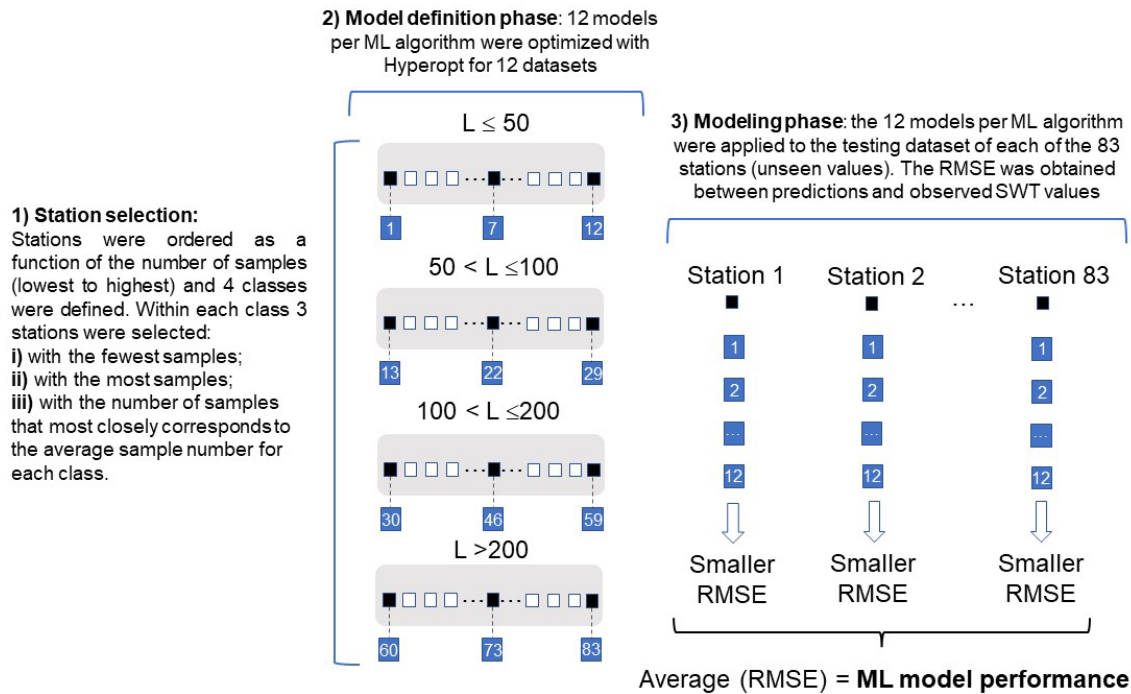 1) Station selection:
Stations were ordered as a
function of the number of samples
(lowest to highest) and 4 classes
were defined. Within each class 3
stations were selected:
i) with the fewest samples;
ii) with the most samples;
iii) with the number of samples
that most closely corresponds to
the average sample number for
each class.
2) Model definition phase: 12 models
per ML algorithm were optimized with
Hyperopt for 12 datasets
L ≤ 50
... ...
1 7 12
50 < L ≤100
... ...
13 22 29
100 < L ≤200
... ...
30 46 59
L >200
... ...
60 73 83
3) Modeling phase: the 12 models per ML algorithm
were applied to the testing dataset of each of the 83
stations (unseen values). The RMSE was obtained
between predictions and observed SWT values
Station 1 Station 2 Station 83
...
1 1 1
2 2 2
... ... ...
12 12 12
Smaller Smaller Smaller
RMSE RMSE RMSE
Average (RMSE) = ML model performance